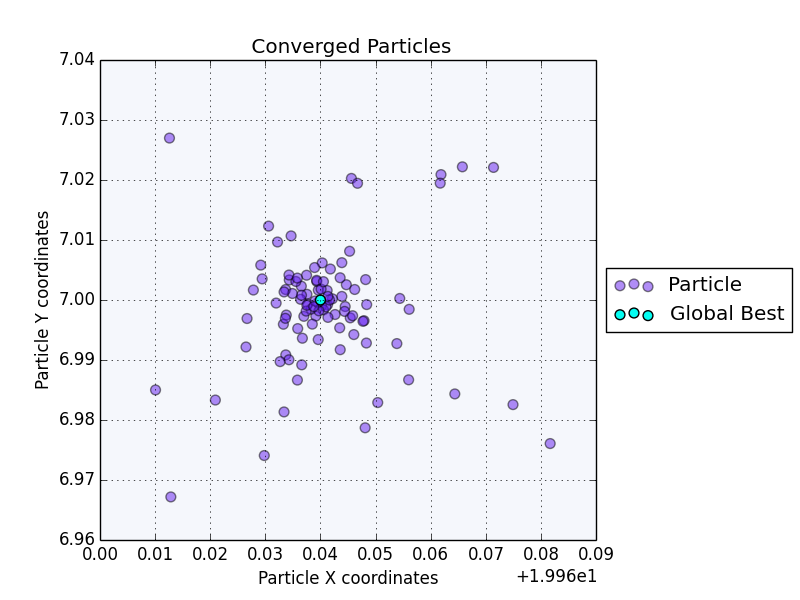 Converged Particles
7.04
7.03
7.02
7.01
7.00
6.99
6.98
6.97
6.96
Particle Y coordinates
0.00 0.01 0.02 0.03 0.04 0.05 0.06 0.07 0.08 0.09
+1.996e1
Particle X coordinates
Particle
Global Best